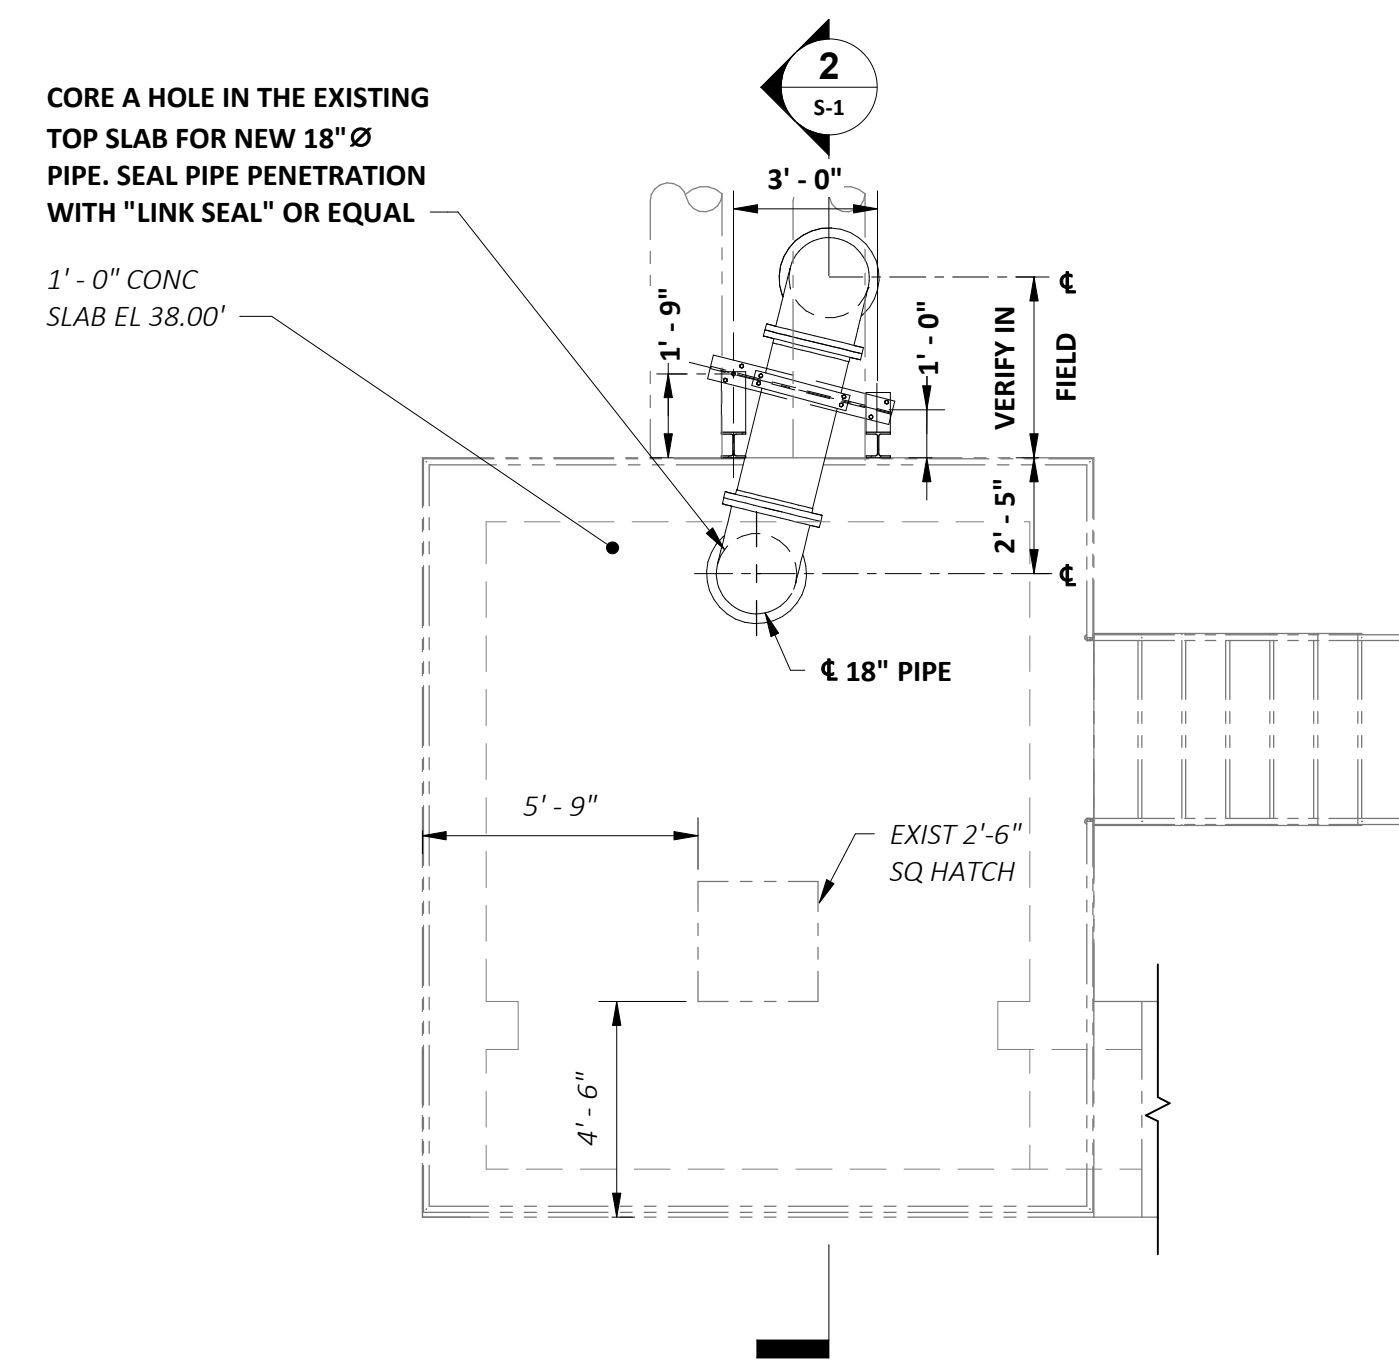 2
S-1
CORE A HOLE IN THE EXISTING
TOP SLAB FOR NEW 18"Ø
PIPE. SEAL PIPE PENETRATION
WITH "LINK SEAL" OR EQUAL
1' - 0" CONC
SLAB EL 38.00'
3' - 0"
1' - 9"
1' - 0"
VERIFY IN
FIELD
℄
2' - 5"
℄
℄ 18" PIPE
5' - 9"
EXIST 2'-6"
SQ HATCH
4' - 6"